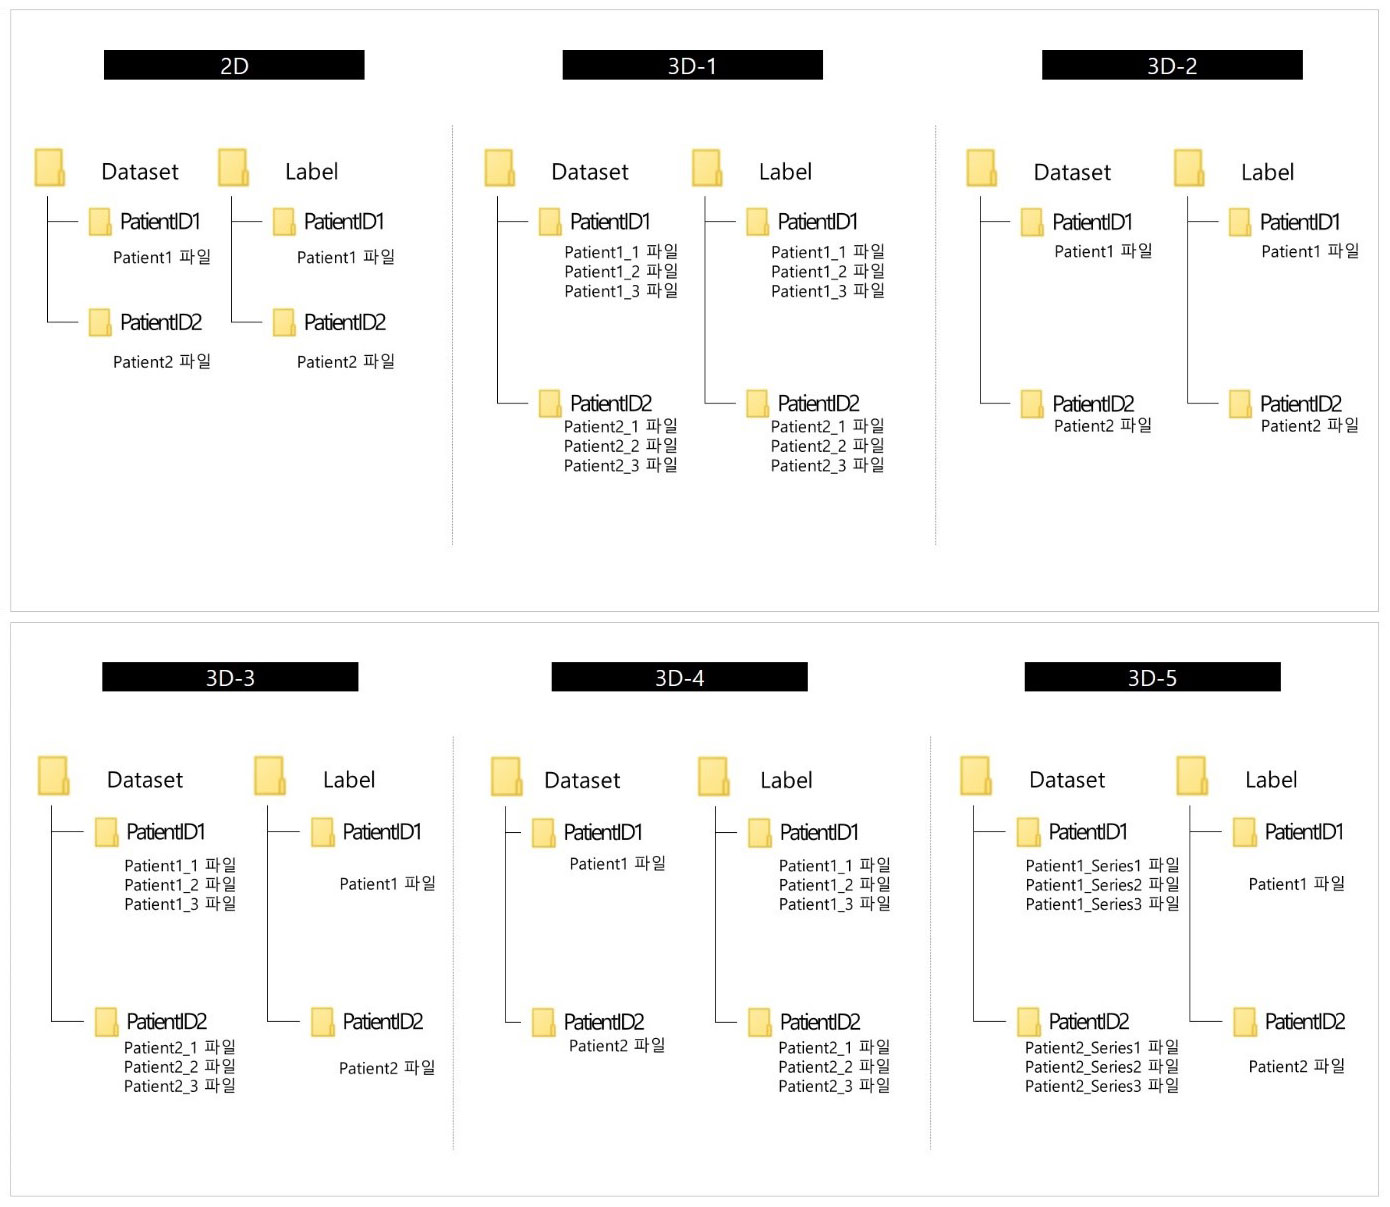 2D
Dataset
Label
PatientID1
PatientID1
Patient1 파일
Patient1 파일
PatientID2
PatientID2
Patient2 파일
Patient2 파일
3D-1
Dataset
Label
PatientID1
PatientID1
Patient1_1 파일
Patient1_2 파일
Patient1_3 파일
Patient1_1 파일
Patient1_2 파일
Patient1_3 파일
PatientID2
PatientID2
Patient2_1 파일
Patient2_2 파일
Patient2_3 파일
Patient2_1 파일
Patient2_2 파일
Patient2_3 파일
3D-2
Dataset
Label
PatientID1
PatientID1
Patient1 파일
Patient1 파일
PatientID2
PatientID2
Patient2 파일
Patient2 파일
3D-3
Dataset
Label
PatientID1
PatientID1
Patient1_1 파일
Patient1_2 파일
Patient1_3 파일
Patient1 파일
PatientID2
PatientID2
Patient2_1 파일
Patient2_2 파일
Patient2_3 파일
Patient2 파일
3D-4
Dataset
Label
PatientID1
PatientID1
Patient1 파일
Patient1_1 파일
Patient1_2 파일
Patient1_3 파일
PatientID2
PatientID2
Patient2 파일
Patient2_1 파일
Patient2_2 파일
Patient2_3 파일
3D-5
Dataset
Label
PatientID1
PatientID1
Patient1_Series1 파일
Patient1_Series2 파일
Patient1_Series3 파일
Patient1 파일
PatientID2
PatientID2
Patient2_Series1 파일
Patient2_Series2 파일
Patient2_Series3 파일
Patient2 파일